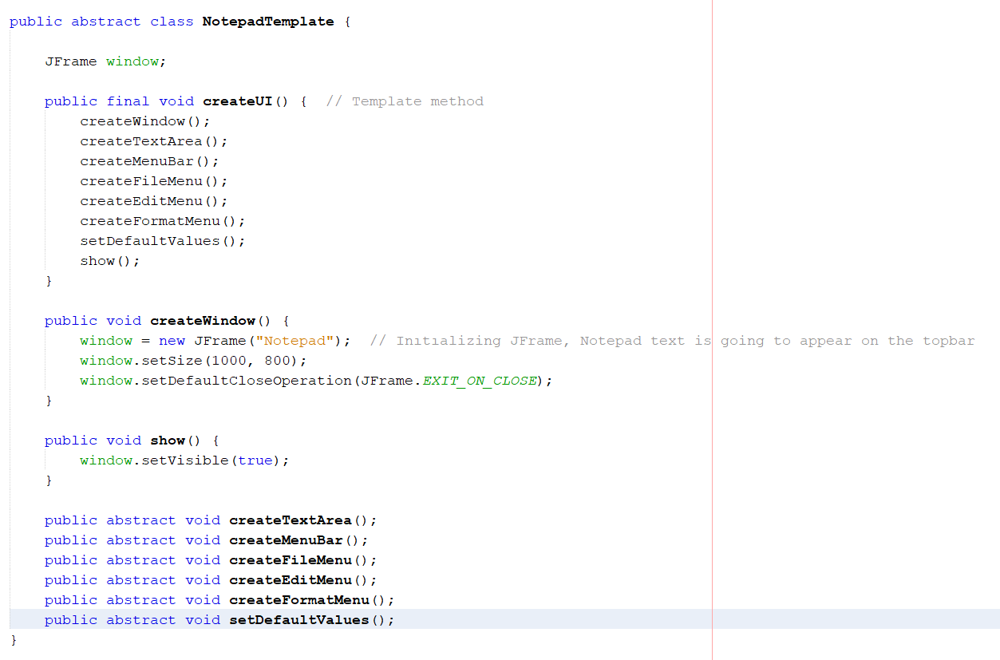 public abstract class NotepadTemplate {
JFrame window;
public final void createUI() {  // Template method
createWindow();
createTextArea();
createMenuBar();
createFileMenu();
createEditMenu();
createFormatMenu();
setDefaultValues();
show();
}
public void createWindow() {
window = new JFrame("Notepad");  // Inıtıalizing JFrame, Notepad text is going to appear on the topbar
window.setSize(1000, 800);
window.setDefaultCloseOperation(JFrame.EXIT_ON_CLOSE);
}
public void show() {
window.setVisible(true);
}
public abstract void createTextArea();
public abstract void createMenuBar();
public abstract void createFileMenu();
public abstract void createEditMenu();
public abstract void createFormatMenu();
public abstract void setDefaultValues();
}